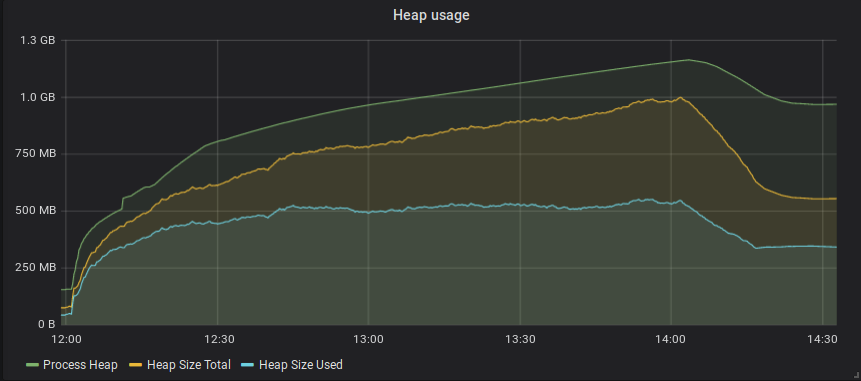 Heap usage
1.3 GB
1.0 GB
750 MB
500 MB
250 MB
0 B
12:00 12:30 13:00 13:30 14:00 14:30
Process Heap Heap Size Total Heap Size Used